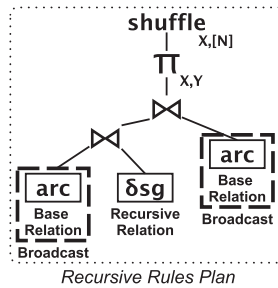 shuffle
X,[N]
Π
X,Y
⋈
⋈
arc
Base
Relation
Broadcast
arc
Base
Relation
Broadcast
δsg
Recursive
Relation
Recursive Rules Plan